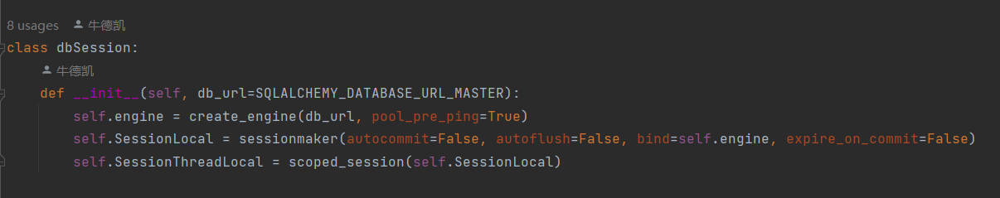 8 usages 牛德凯
class dbSession:
牛德凯
def __init__(self, db_url=SQLALCHEMY_DATABASE_URL_MASTER):
self.engine = create_engine(db_url, pool_pre_ping=True)
self.SessionLocal = sessionmaker(autocommit=False, autoflush=False, bind=self.engine, expire_on_commit=False)
self.SessionThreadLocal = scoped_session(self.SessionLocal)